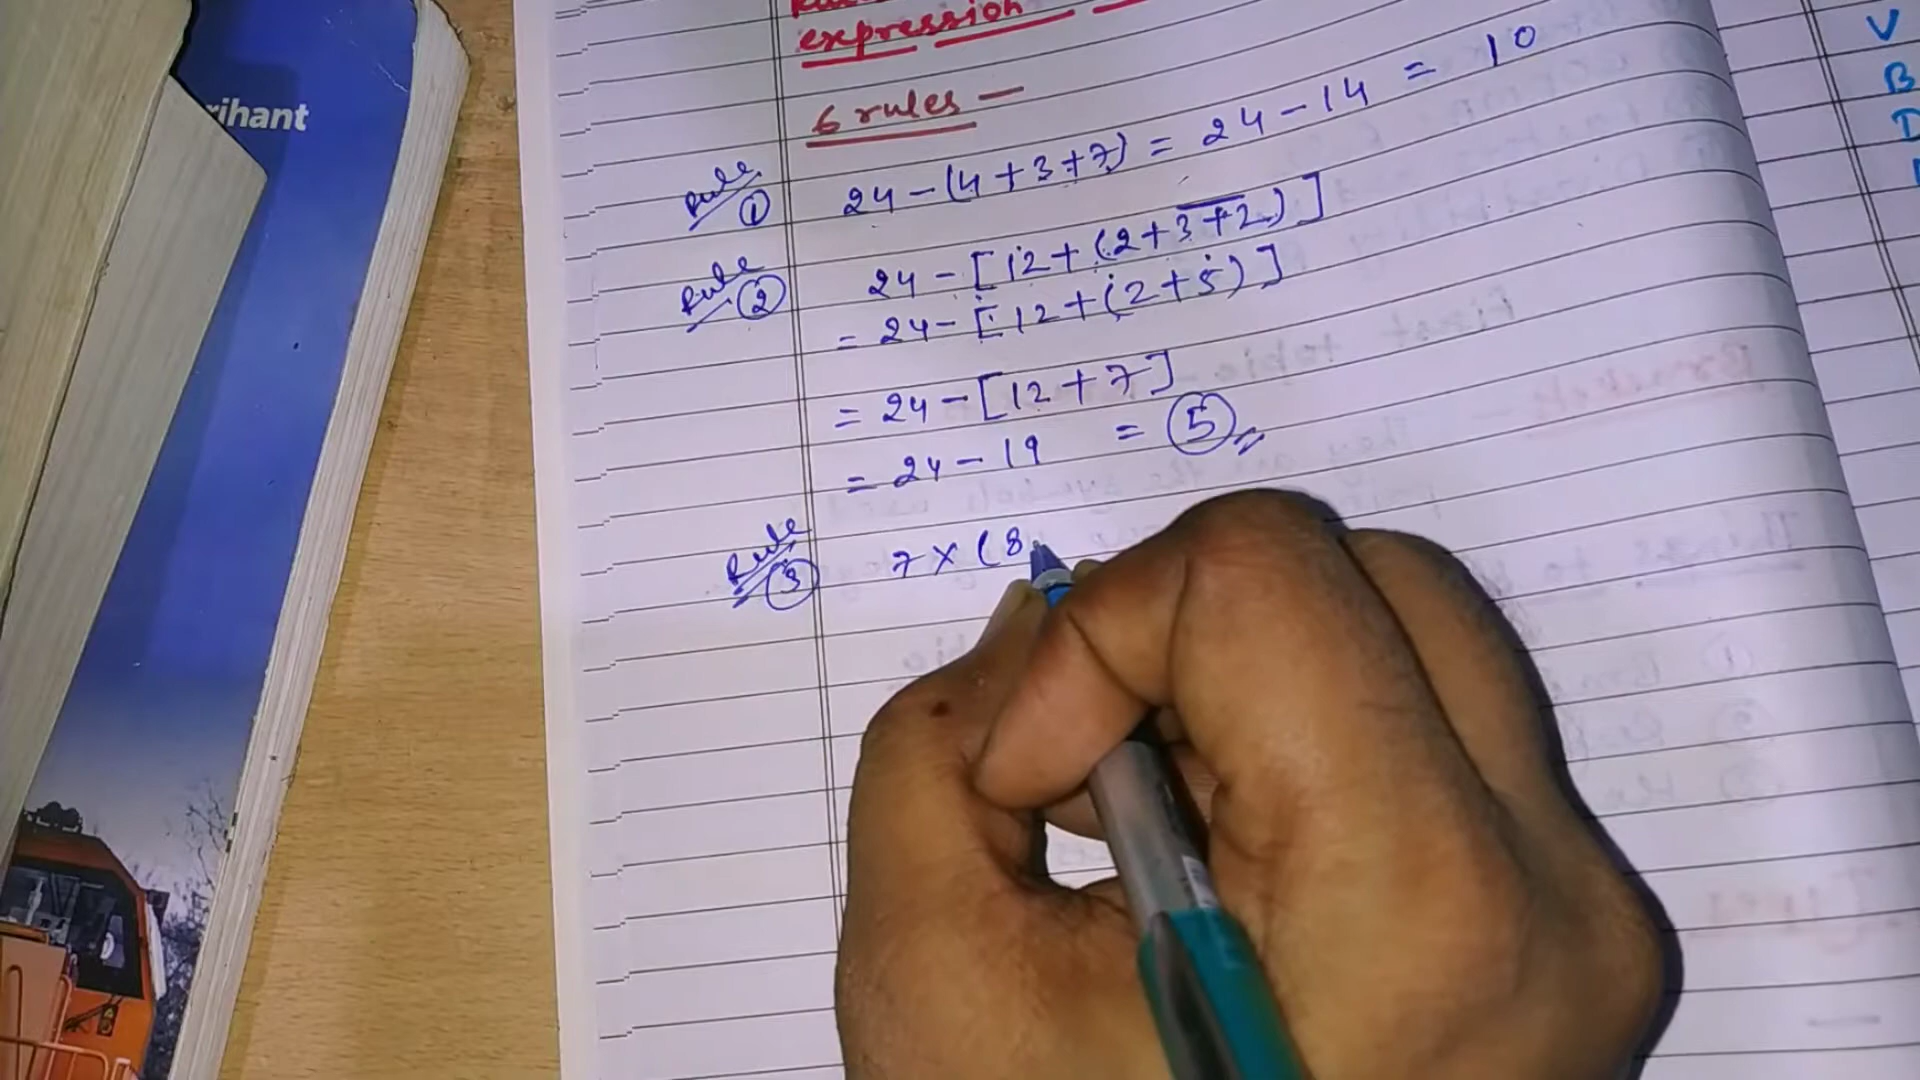 expression
6 rules —
Rule ① 24 - (4 + 3 + 7) = 24 - 14 = 10
Rule ② 24 - [12 + (2 + 3̅ ̅+̅ ̅2̅)]
= 24 - [12 + (2 + 5)]
= 24 - [12 + 7]
= 24 - 19 = 5
Rule ③ 7 × (8
rihant
V
B
D